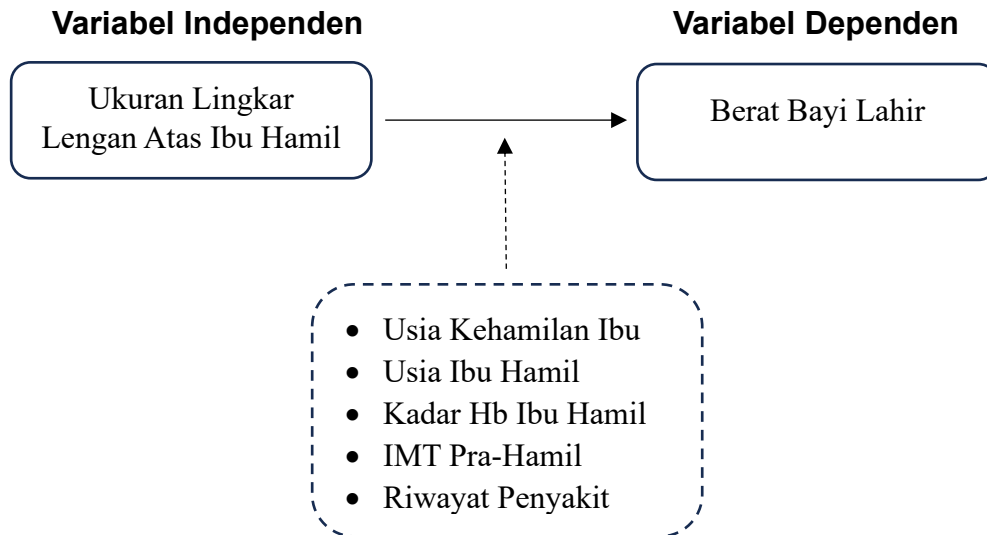 Variabel Independen
Variabel Dependen
Ukuran Lingkar
Lengan Atas Ibu Hamil
Berat Bayi Lahir
• Usia Kehamilan Ibu
• Usia Ibu Hamil
• Kadar Hb Ibu Hamil
• IMT Pra-Hamil
• Riwayat Penyakit